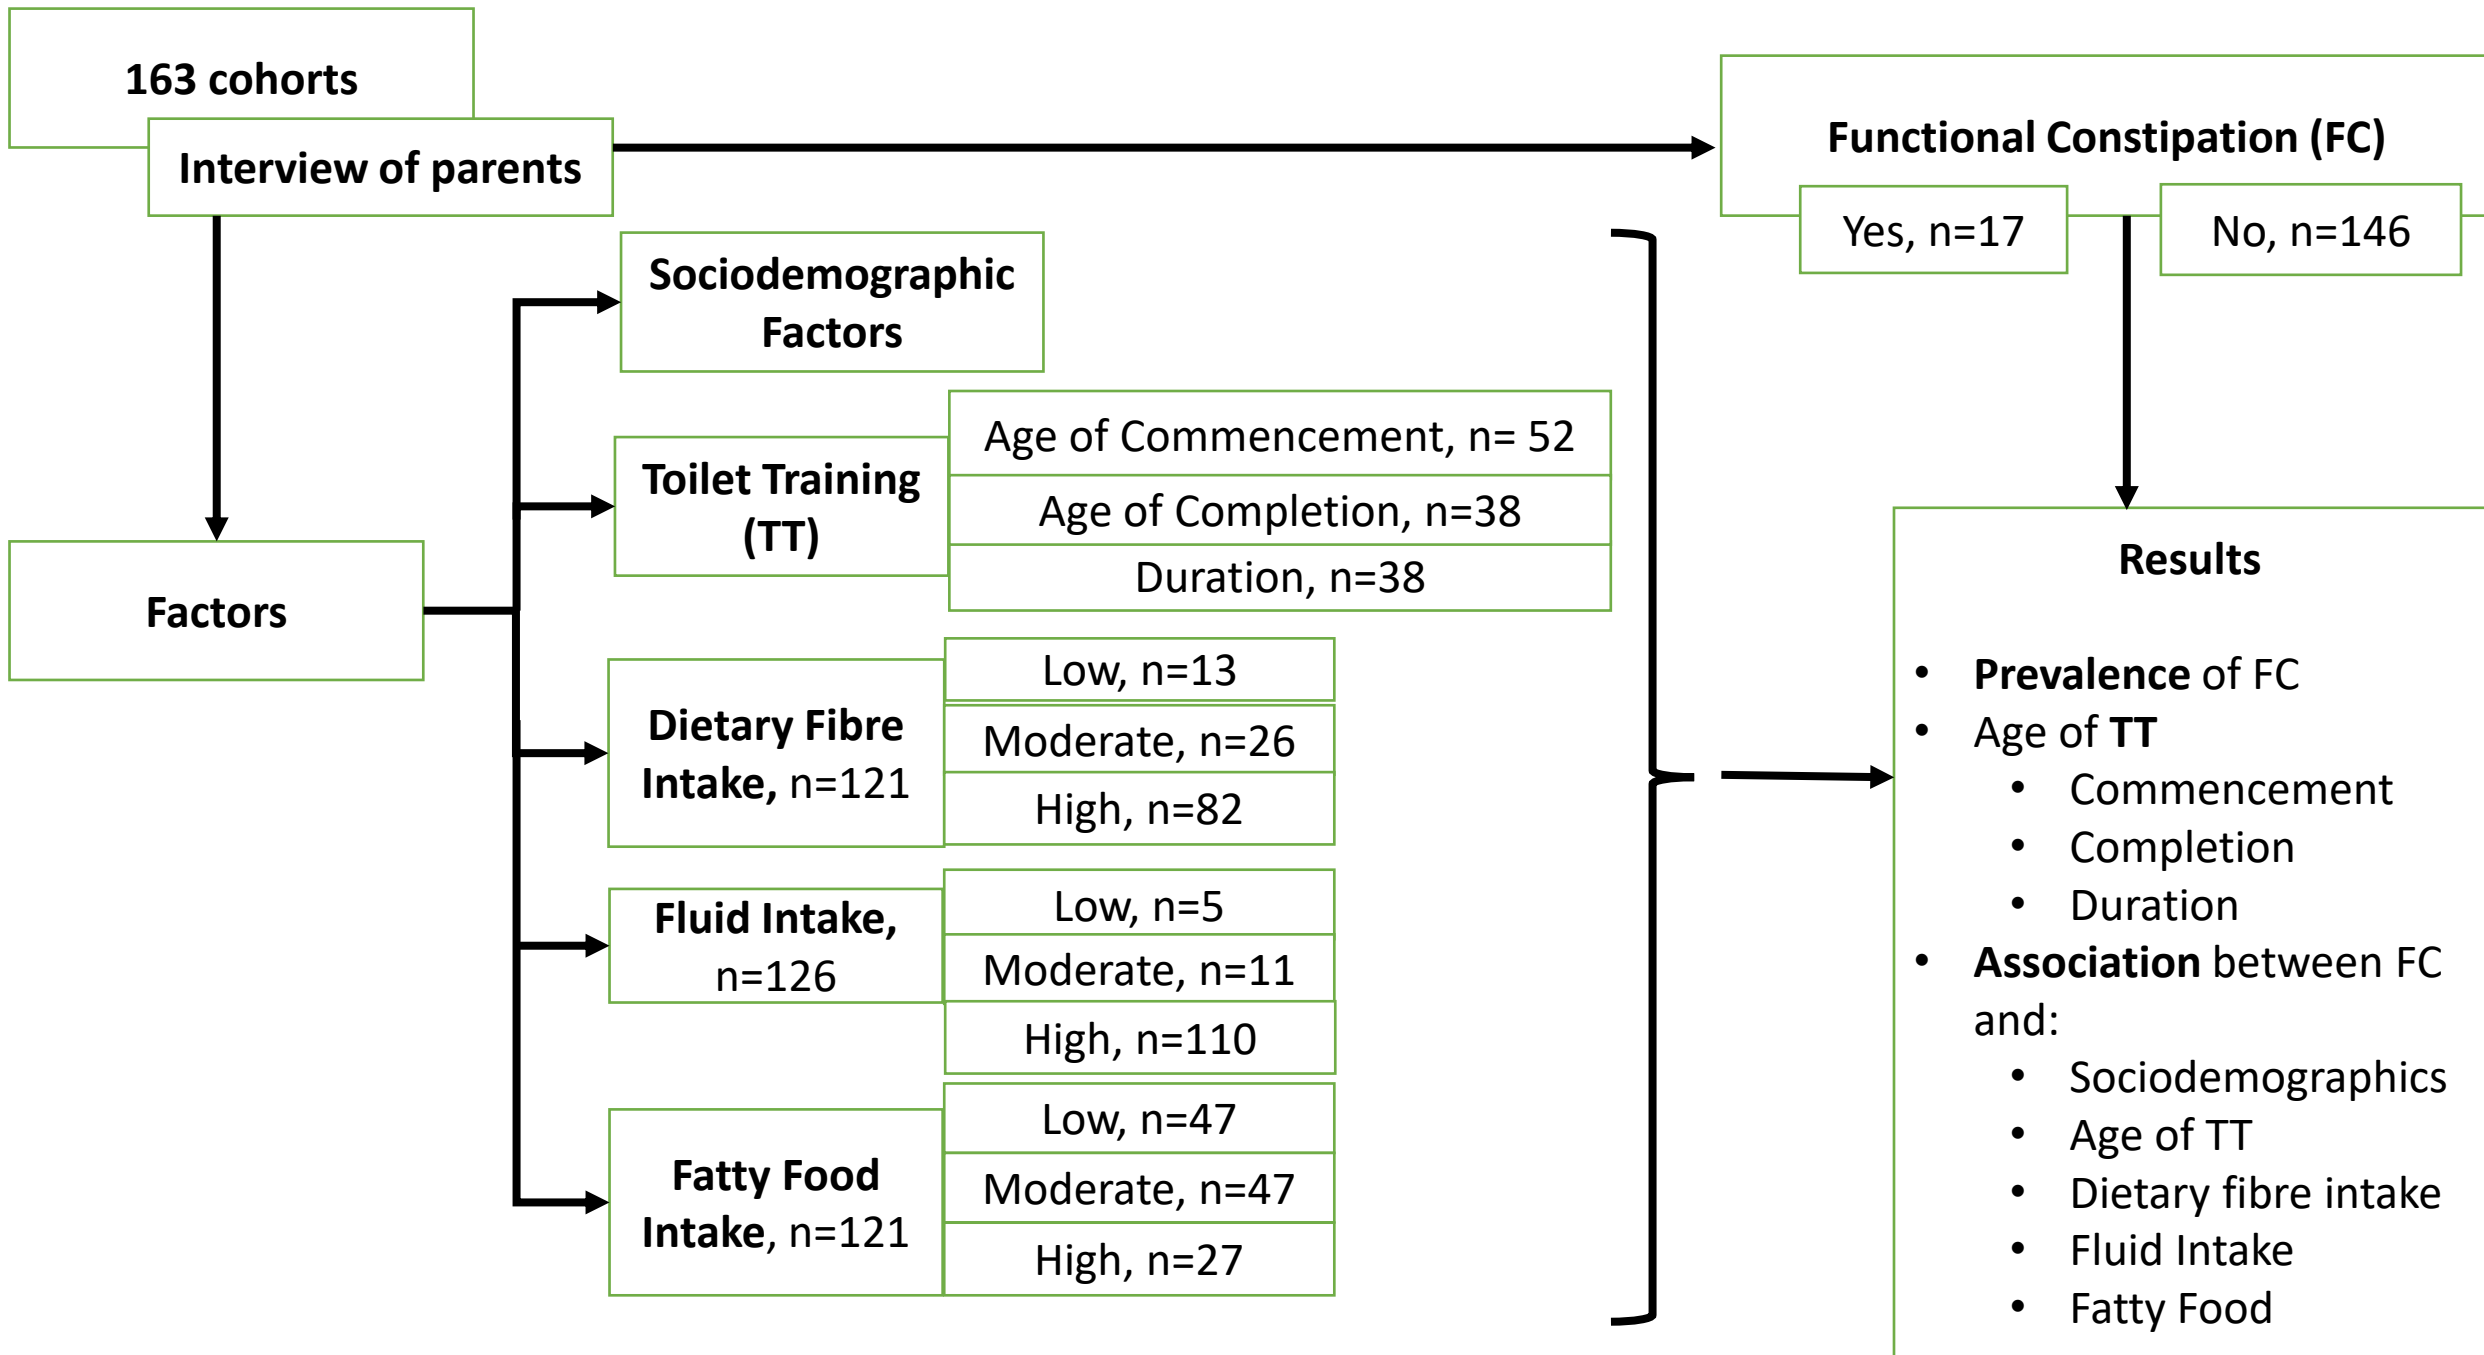 163 cohorts
Interview of parents
Functional Constipation (FC)
Yes, n=17
No, n=146
Factors
Sociodemographic
Factors
Toilet Training
(TT)
Age of Commencement, n= 52
Age of Completion, n=38
Duration, n=38
Dietary Fibre
Intake, n=121
Low, n=13
Moderate, n=26
High, n=82
Fluid Intake,
n=126
Low, n=5
Moderate, n=11
High, n=110
Fatty Food
Intake, n=121
Low, n=47
Moderate, n=47
High, n=27
Results
• Prevalence of FC
• Age of TT
• Commencement
• Completion
• Duration
• Association between FC
and:
• Sociodemographics
• Age of TT
• Dietary fibre intake
• Fluid Intake
• Fatty Food